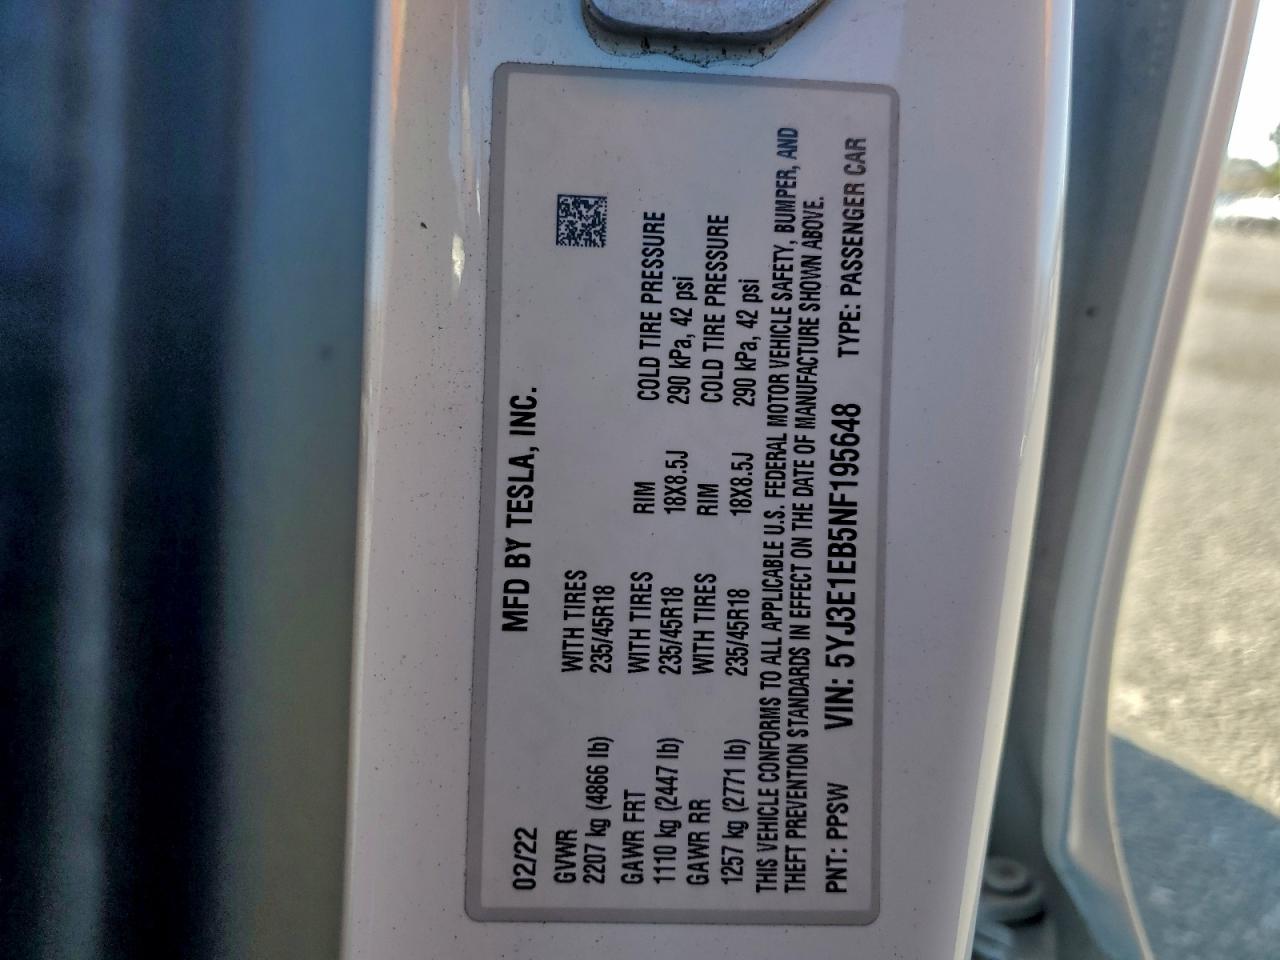 02/22 MFD BY TESLA, INC.
GVWR WITH TIRES
2207 kg (4866 lb) 235/45R18
GAWR FRT WITH TIRES RIM COLD TIRE PRESSURE
1110 kg (2447 lb) 235/45R18 18X8.5J 290 kPa, 42 psi
GAWR RR WITH TIRES RIM COLD TIRE PRESSURE
1257 kg (2771 lb) 235/45R18 18X8.5J 290 kPa, 42 psi
THIS VEHICLE CONFORMS TO ALL APPLICABLE U.S. FEDERAL MOTOR VEHICLE SAFETY, BUMPER, AND
THEFT PREVENTION STANDARDS IN EFFECT ON THE DATE OF MANUFACTURE SHOWN ABOVE.
PNT: PPSW VIN: 5YJ3E1EB5NF195648 TYPE: PASSENGER CAR